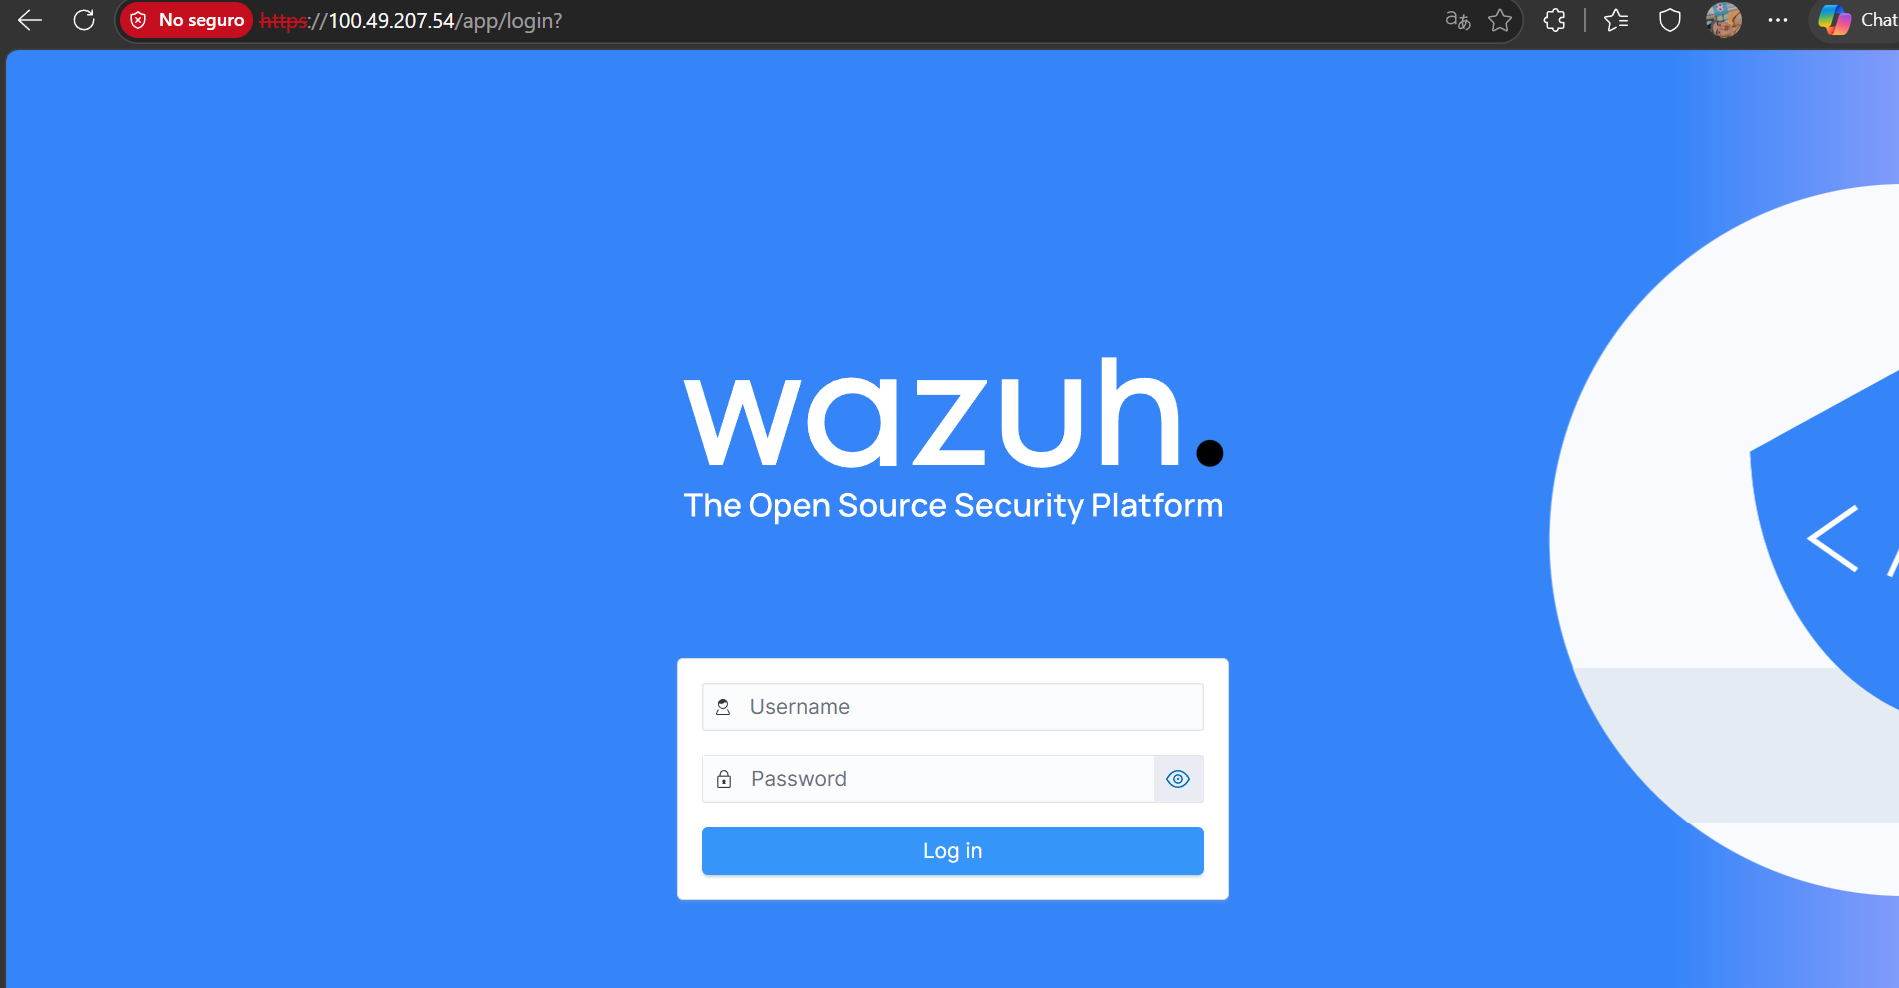 No seguro https://100.49.207.54/app/login?
Chat
wazuh.
The Open Source Security Platform
Username
Password
Log in